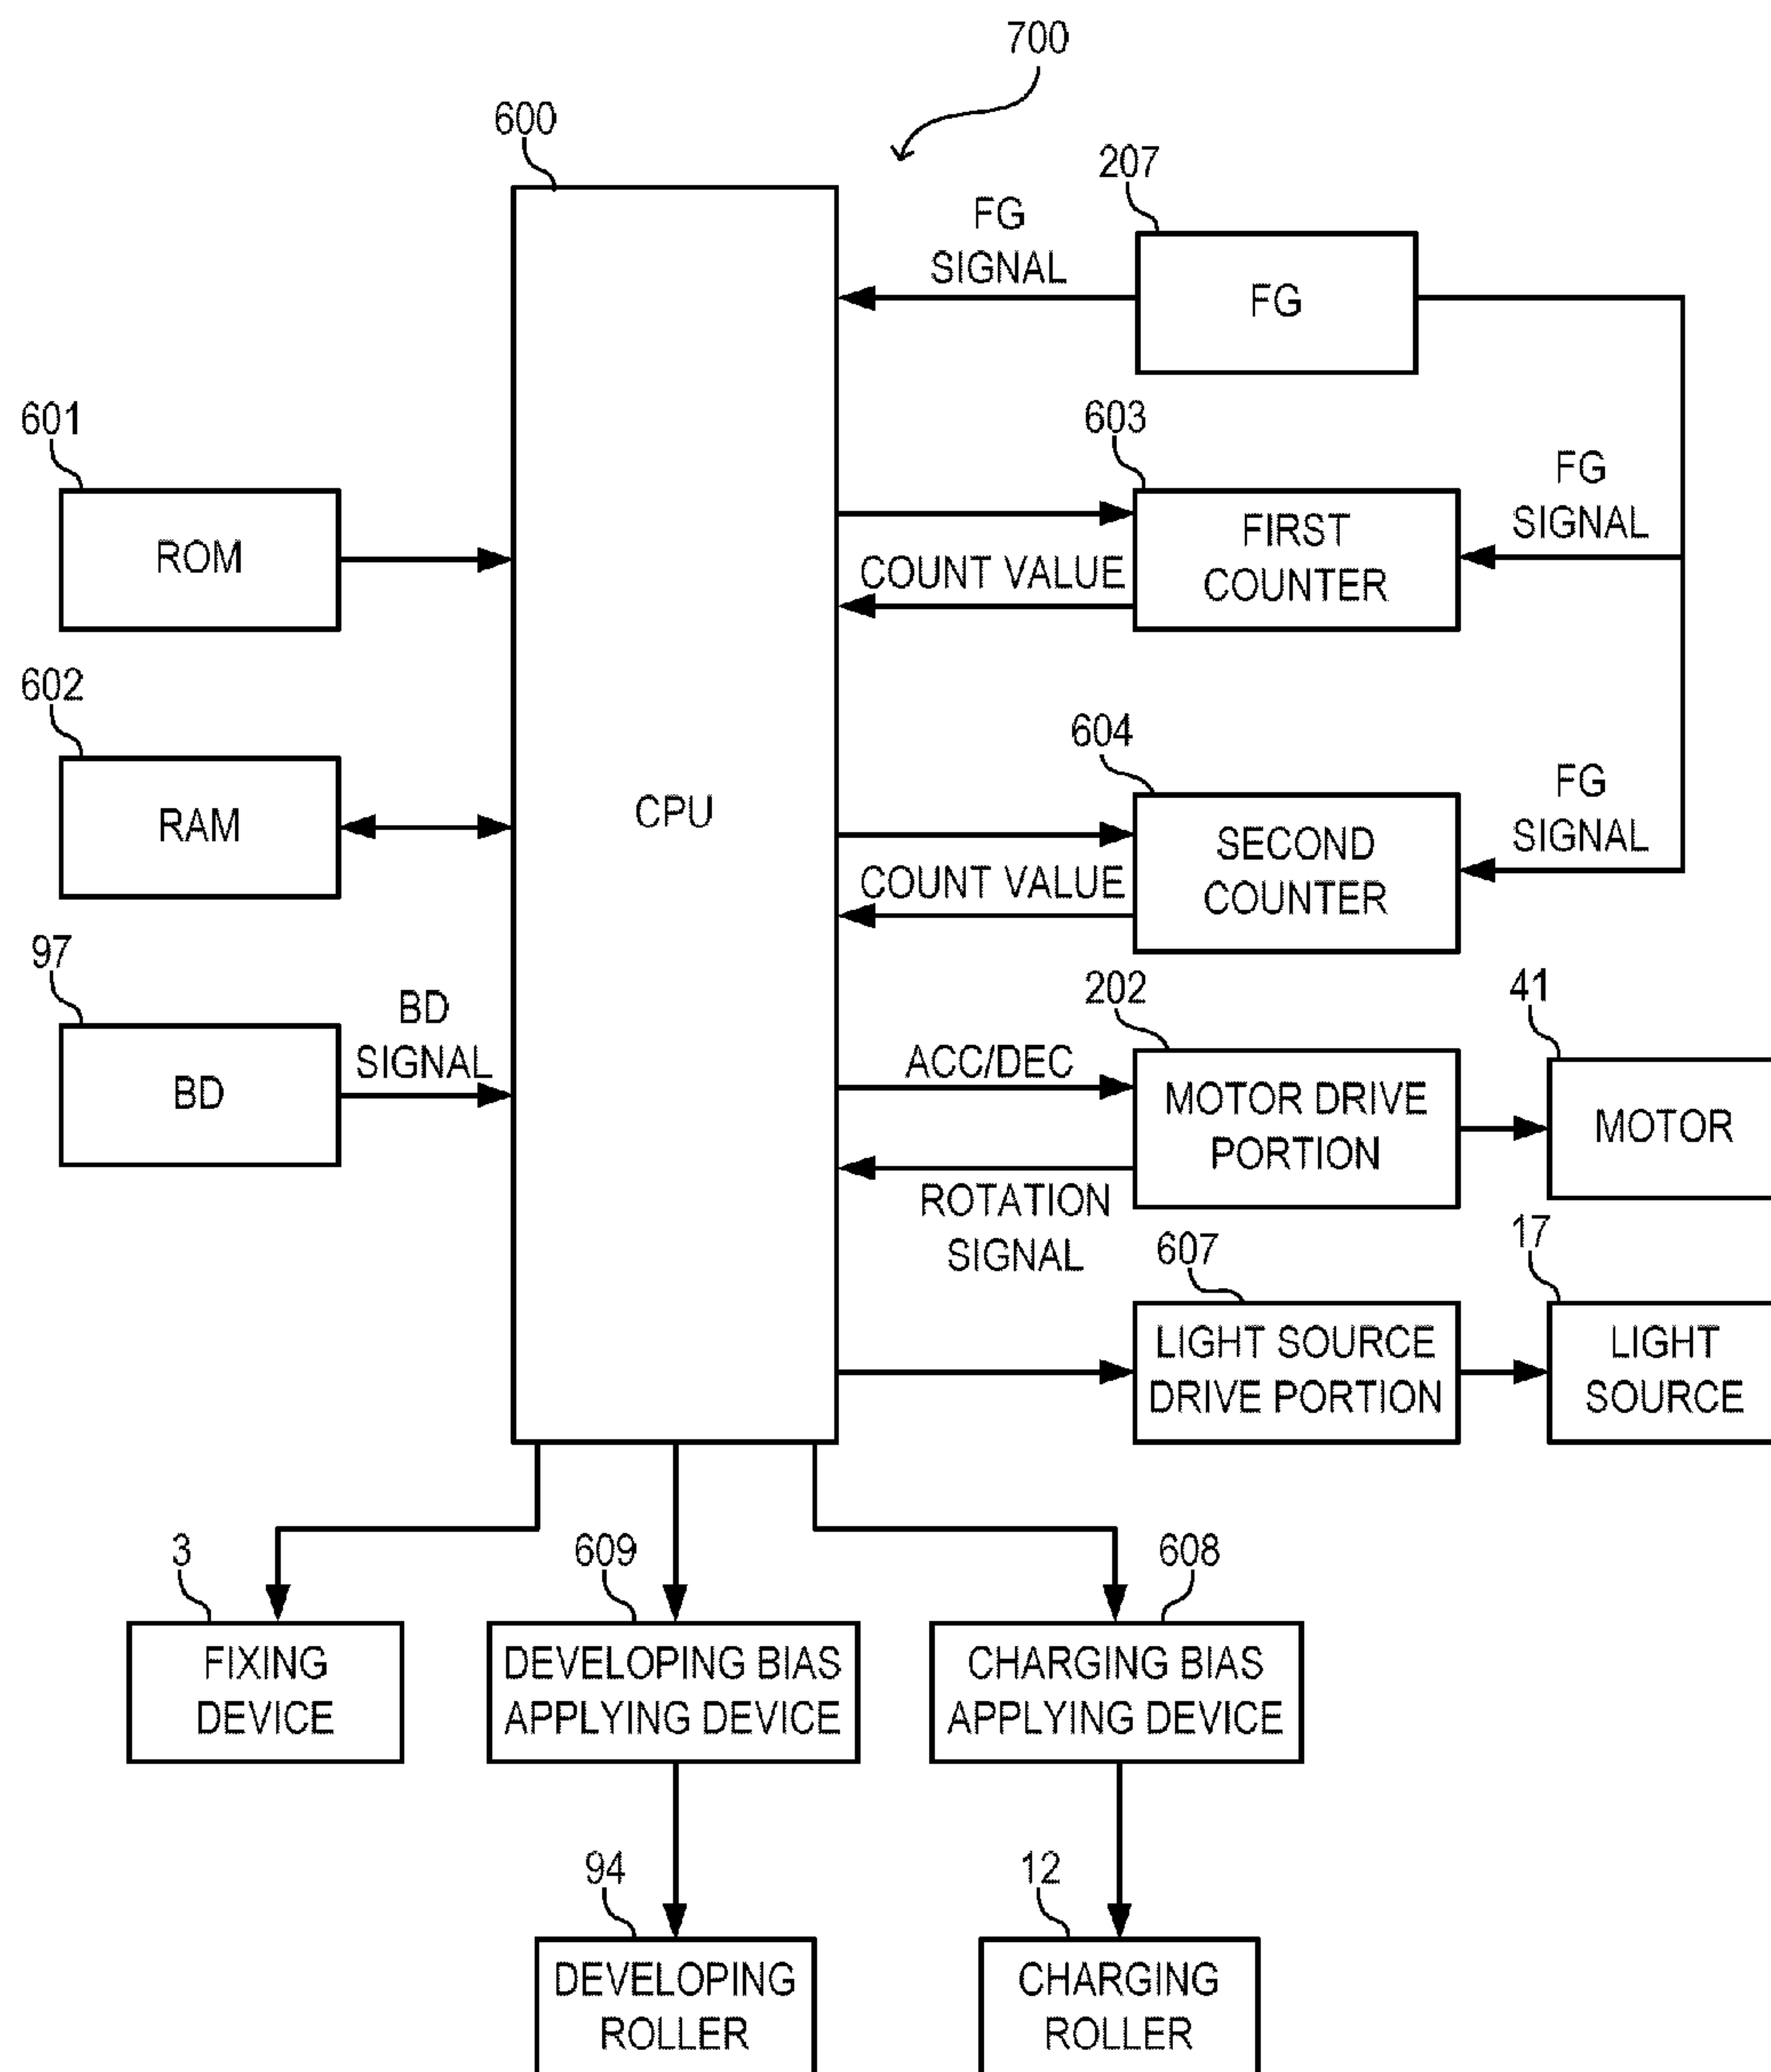 700
600
207
FG
SIGNAL
FG
601
603
FG
SIGNAL
ROM
FIRST
COUNTER
COUNT VALUE
602
604
FG
SIGNAL
RAM
CPU
SECOND
COUNTER
COUNT VALUE
97
BD
SIGNAL
BD
202
41
ACC/DEC
MOTOR DRIVE
PORTION
MOTOR
ROTATION
SIGNAL
607
17
LIGHT SOURCE
DRIVE PORTION
LIGHT
SOURCE
3
609
608
FIXING
DEVICE
DEVELOPING BIAS
APPLYING DEVICE
CHARGING BIAS
APPLYING DEVICE
94
12
DEVELOPING
ROLLER
CHARGING
ROLLER